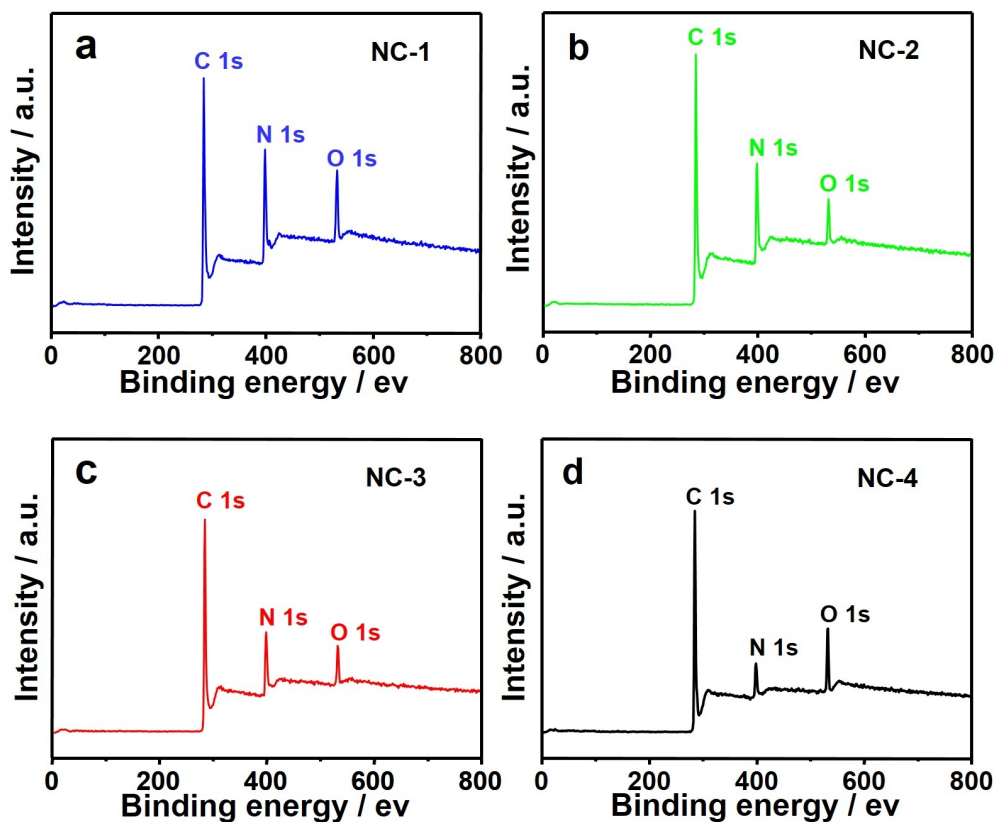 a
NC-1
C 1s
N 1s
O 1s
Intensity / a.u.
0 200 400 600 800
Binding energy / ev
b
NC-2
C 1s
N 1s
O 1s
Intensity / a.u.
0 200 400 600 800
Binding energy / ev
c
NC-3
C 1s
N 1s
O 1s
Intensity / a.u.
0 200 400 600 800
Binding energy / ev
d
NC-4
C 1s
N 1s
O 1s
Intensity / a.u.
0 200 400 600 800
Binding energy / ev